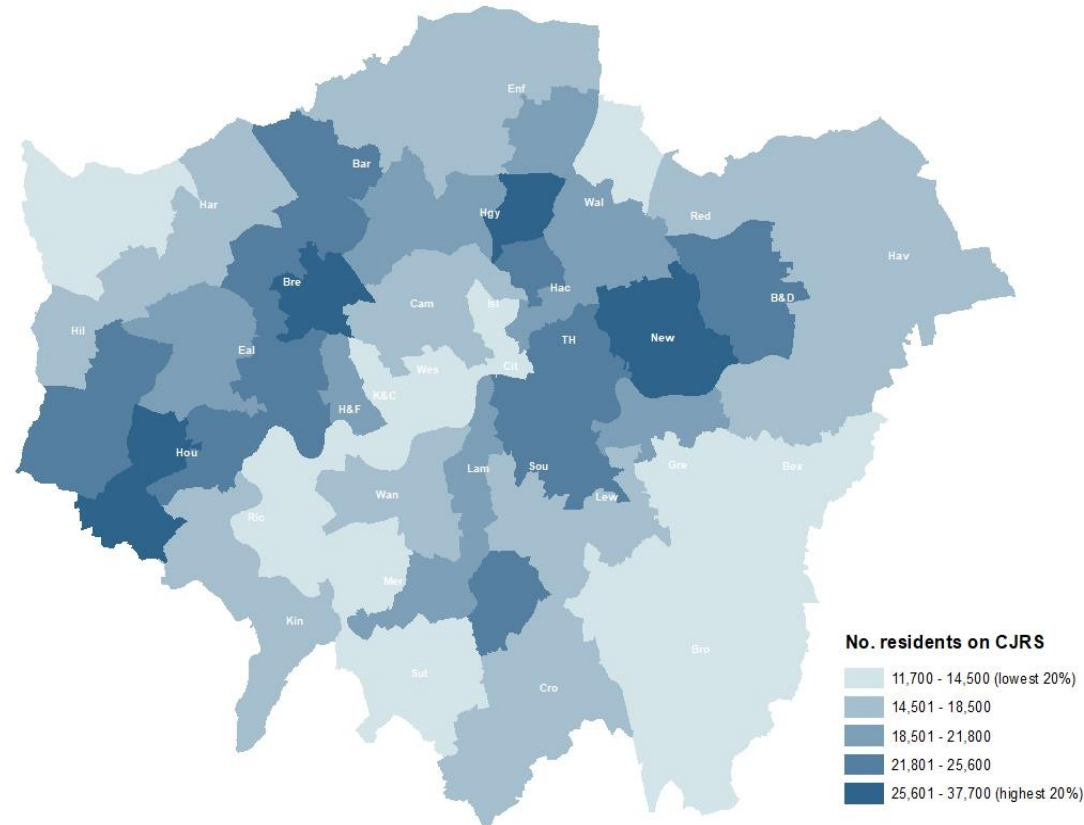 Enf
Bar
Har
Hgy
Wal
Red
Hav
Bre
Hac
B&D
Cam
Isl
Hil
New
Eal
TH
Wes
Cit
K&C
H&F
Hou
Lam
Sou
Gre
Bex
Wan
Lew
Ric
Mer
Kin
Bro
Sut
Cro
No. residents on CJRS
11,700 - 14,500 (lowest 20%)
14,501 - 18,500
18,501 - 21,800
21,801 - 25,600
25,601 - 37,700 (highest 20%)